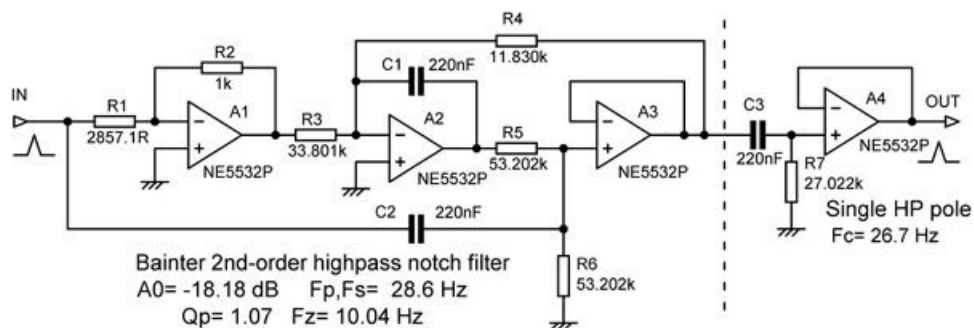 R4
11.830k
R2
1k
C1
220nF
IN
R1
2857.1R
A1
NE5532P
R3
33.801k
A2
NE5532P
R5
53.202k
A3
NE5532P
C3
220nF
A4
NE5532P
OUT
R7
27.022k
C2
220nF
R6
53.202k
Single HP pole
Fc= 26.7 Hz
Bainter 2nd-order highpass notch filter
A0= -18.18 dB Fp,Fs= 28.6 Hz
Qp= 1.07 Fz= 10.04 Hz